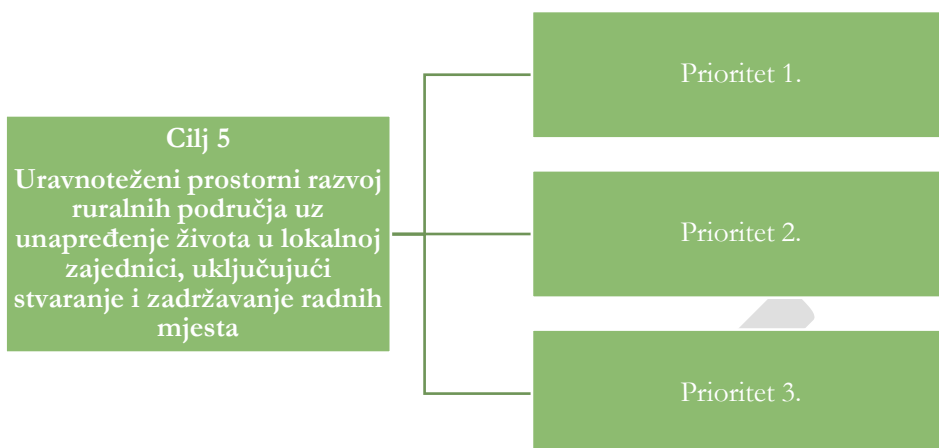 Cilj 5
Uravnoteženi prostorni razvoj
ruralnih područja uz
unapređenje života u lokalnoj
zajednici, uključujući
stvaranje i zadržavanje radnih
mjesta
Prioritet 1.
Prioritet 2.
Prioritet 3.